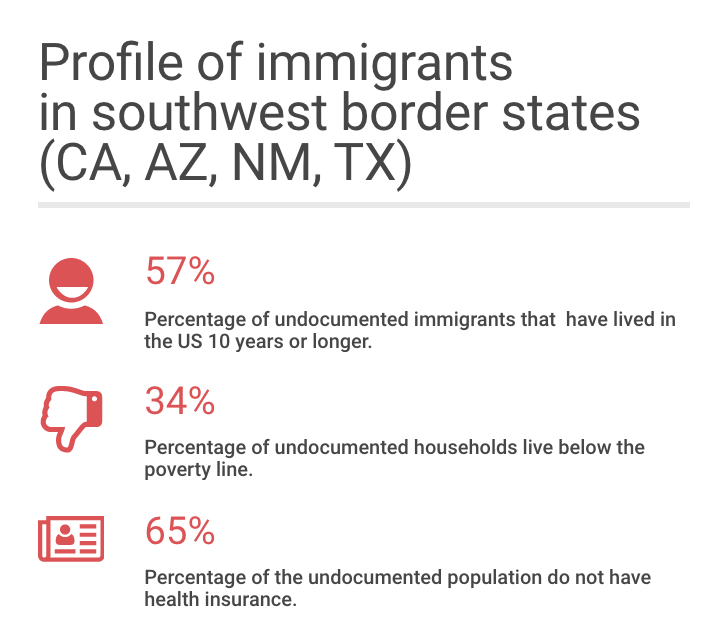 Profile of immigrants
in southwest border states
(CA, AZ, NM, TX)
57%
Percentage of undocumented immigrants that  have lived in
the US 10 years or longer.
34%
Percentage of undocumented households live below the
poverty line.
65%
Percentage of the undocumented population do not have
health insurance.